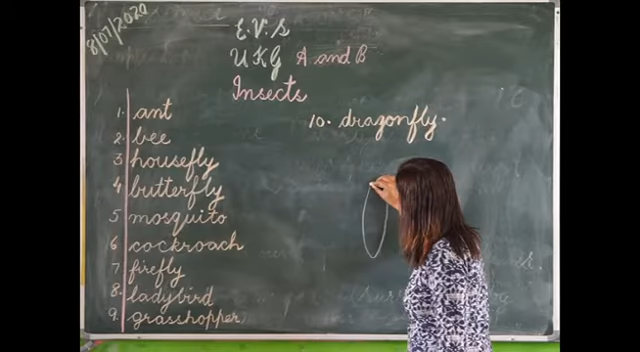 8/07/2020
E.V.S
UKG A and B
Insects
1. ant
2. bee
3 housefly
4 butterfly
5 mosquito
6 cockroach
7 firefly
8. ladybird
9. grasshopper
10. dragonfly.